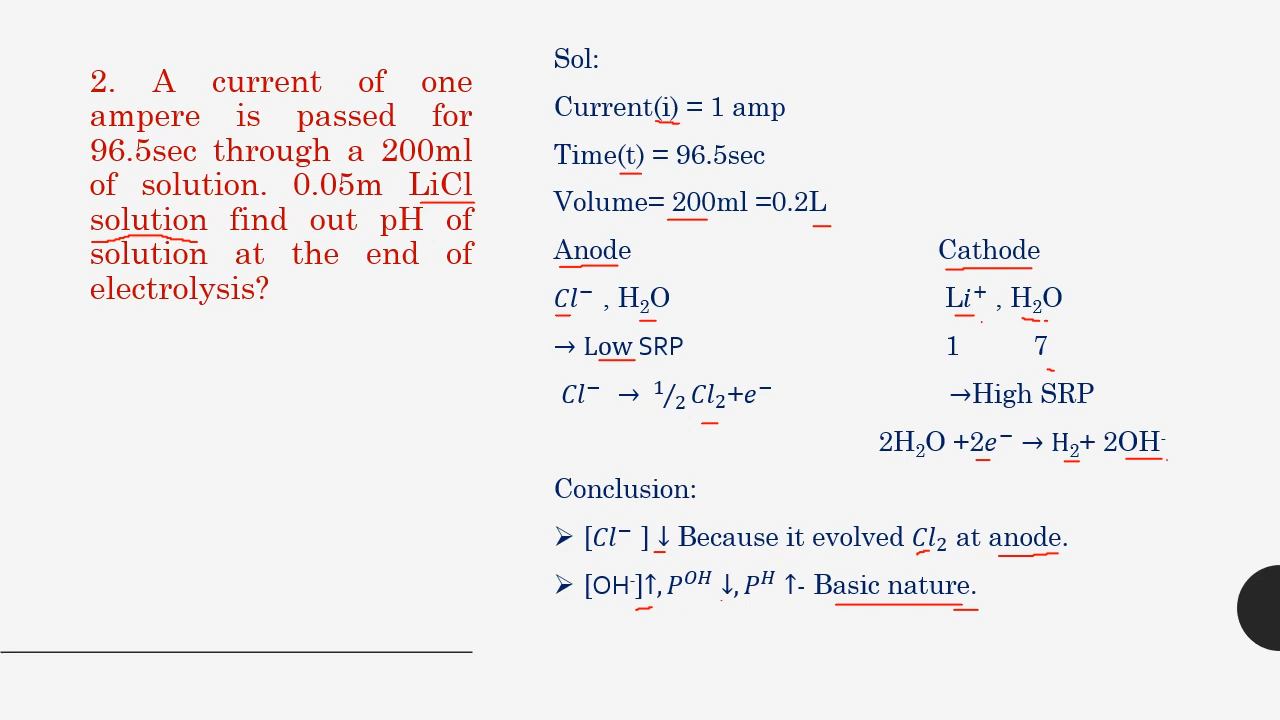 2. A current of one
ampere is passed for
96.5sec through a 200ml
of solution. 0.05m LiCl
solution find out pH of
solution at the end of
electrolysis?
Sol:
Current(i) = 1 amp
Time(t) = 96.5sec
Volume= 200ml =0.2L
Anode Cathode
Cl⁻ , H₂O Li⁺ , H₂O
→ Low SRP 1 7
Cl⁻ → ¹/₂ Cl₂+e⁻ →High SRP
2H₂O +2e⁻ → H₂+ 2OH⁻
Conclusion:
➢ [Cl⁻ ] ↓ Because it evolved Cl₂ at anode.
➢ [OH⁻]↑, P^OH ↓, P^H ↑- Basic nature.